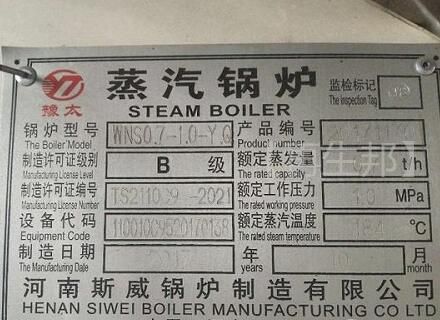 豫太
蒸汽锅炉
STEAM BOILER
监检标记
The inspection Tag
锅炉型号 WNS0.7-1.0-Y.Q 产品编号
The Boiler Model Product number
制造许可证级别 B 级 额定蒸发量 t/h
Manufacturing License Level The rated capacity
制造许可证编号 额定工作压力 1.0 MPa
Manufacturing License Number The rated working pressure
设备代码 11001009520170138 额定蒸汽温度 184 ℃
Equipment Code The rated steam temperature
制造日期 年 月
The Manufacturing Date year month
河南斯威锅炉制造有限公司
HENAN SIWEI BOILER MANUFACTURING CO LTD